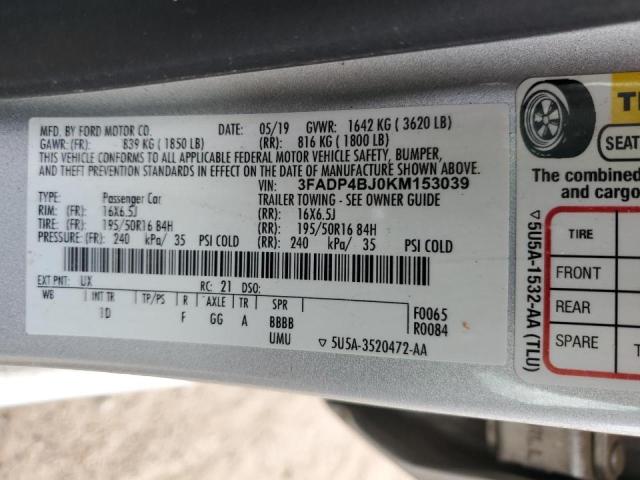 MFD. BY FORD MOTOR CO.
DATE: 05/19 GVWR: 1642 KG ( 3620 LB)
GAWR: (FR): 839 KG ( 1850 LB) (RR): 816 KG ( 1800 LB)
THIS VEHICLE CONFORMS TO ALL APPLICABLE FEDERAL MOTOR VEHICLE SAFETY, BUMPER,
AND THEFT PREVENTION STANDARDS IN EFFECT ON THE DATE OF MANUFACTURE SHOWN ABOVE.
VIN: 3FADP4BJ0KM153039
TYPE: Passenger Car TRAILER TOWING - SEE OWNER GUIDE
RIM: (FR): 16X6.5J (RR): 16X6.5J
TIRE: (FR): 195/50R16 84H (RR): 195/50R16 84H
PRESSURE: (FR): 240 kPa/ 35 PSI COLD (RR): 240 kPa/ 35 PSI COLD
EXT PNT: UX RC: 21 DSO:
WB INT TR TP/PS R AXLE TR SPR
1D F GG A BBBB
UMU
F0065
R0084
▽ 5U5A-3520472-AA
SEAT
The combined
and cargo
TIRE
FRONT
REAR
SPARE
▽5U5A-1532-AA (TLU)